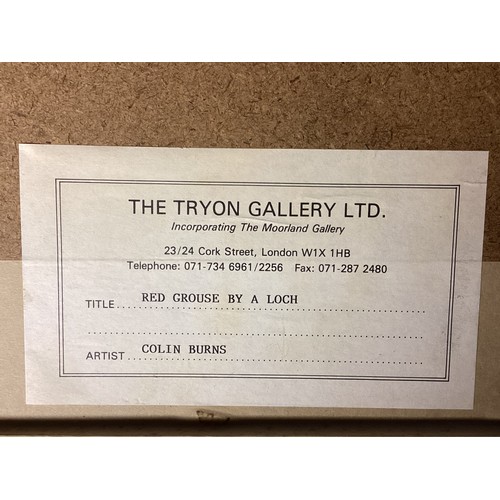 THE TRYON GALLERY LTD.
Incorporating The Moorland Gallery
23/24 Cork Street, London W1X 1HB
Telephone: 071-734 6961/2256 Fax: 071-287 2480
TITLE.... RED GROUSE BY A LOCH
ARTIST.... COLIN BURNS